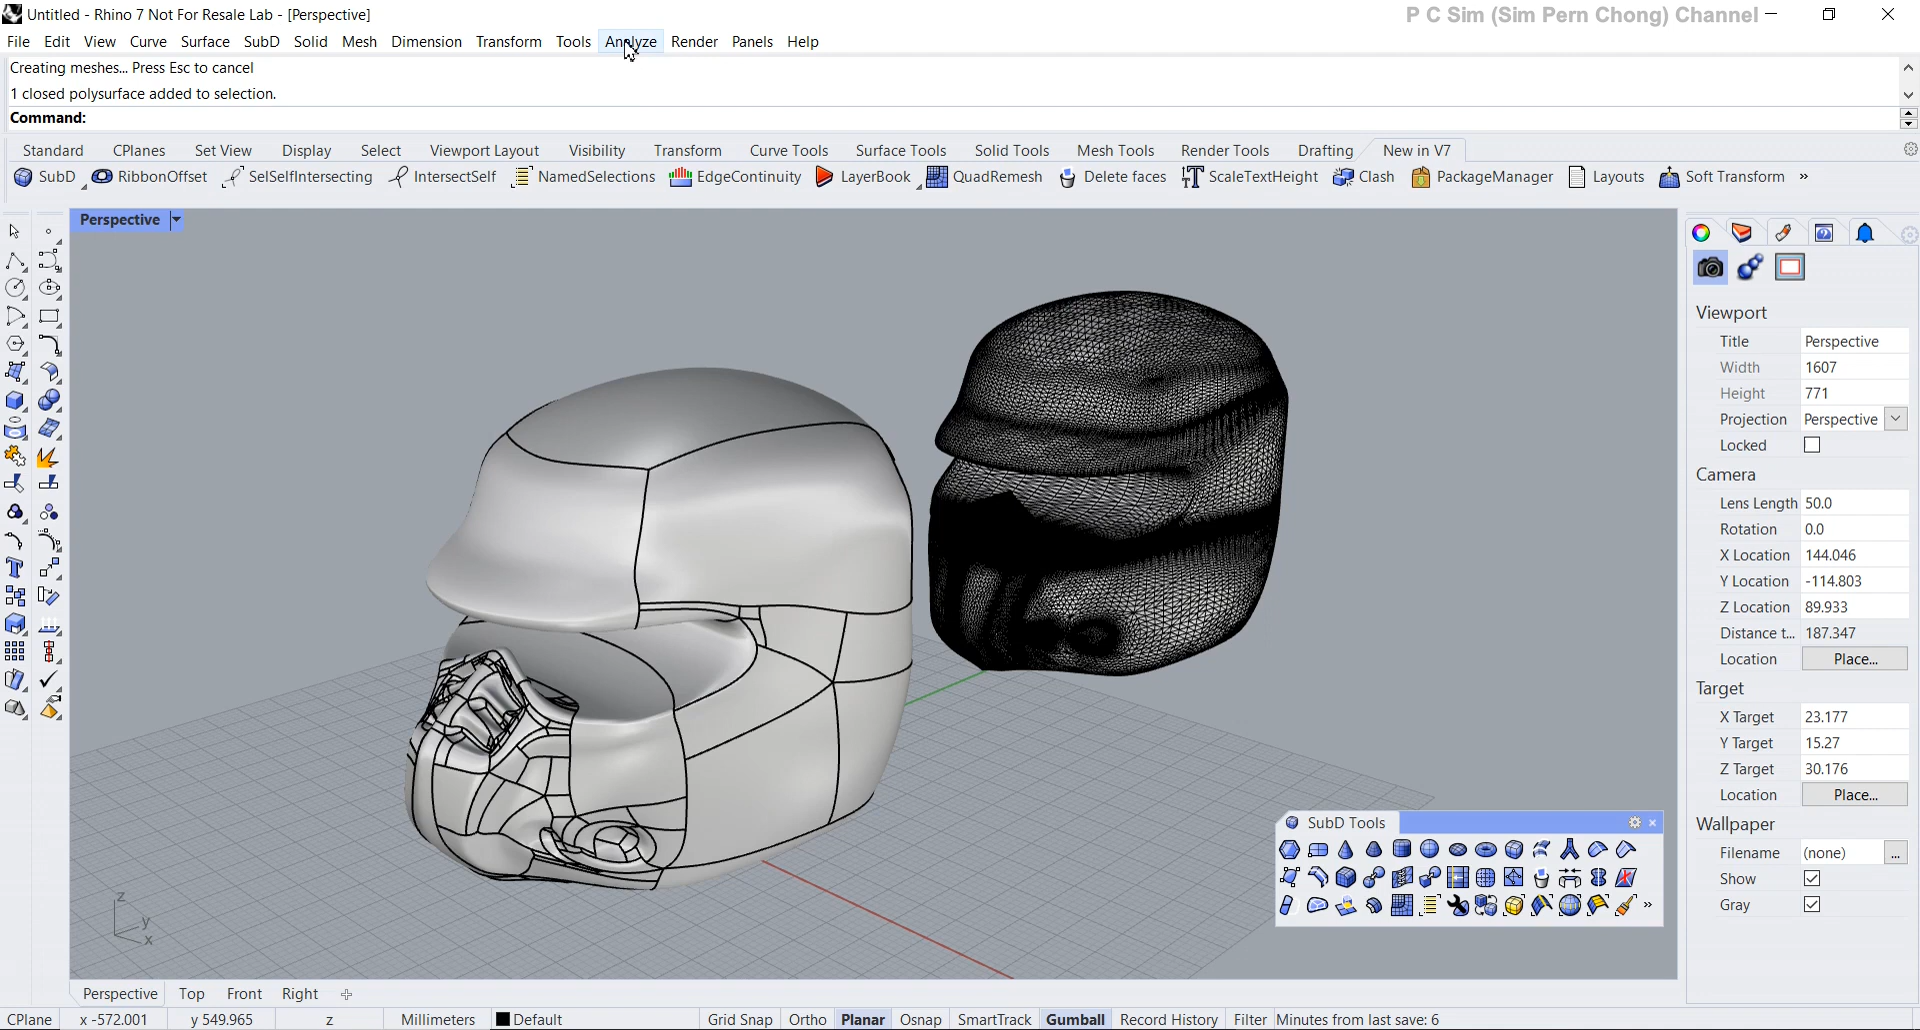 Untitled - Rhino 7 Not For Resale Lab - [Perspective]
P C Sim (Sim Pern Chong) Channel
File Edit View Curve Surface SubD Solid Mesh Dimension Transform Tools Analyze Render Panels Help
Creating meshes... Press Esc to cancel
1 closed polysurface added to selection.
Command:
Standard CPlanes Set View Display Select Viewport Layout Visibility Transform Curve Tools Surface Tools Solid Tools Mesh Tools Render Tools Drafting New in V7
SubD RibbonOffset SelSelfIntersecting IntersectSelf NamedSelections EdgeContinuity LayerBook QuadRemesh Delete faces ScaleTextHeight Clash PackageManager Layouts Soft Transform »
Perspective
Viewport
Title Perspective
Width 1607
Height 771
Projection Perspective
Locked
Camera
Lens Length 50.0
Rotation 0.0
X Location 144.046
Y Location -114.803
Z Location 89.933
Distance t... 187.347
Location Place...
Target
X Target 23.177
Y Target 15.27
Z Target 30.176
Location Place...
Wallpaper
Filename (none) ...
Show
Gray
SubD Tools
z
y
x
Perspective Top Front Right
CPlane x -572.001 y 549.965 z Millimeters Default Grid Snap Ortho Planar Osnap SmartTrack Gumball Record History Filter Minutes from last save: 6